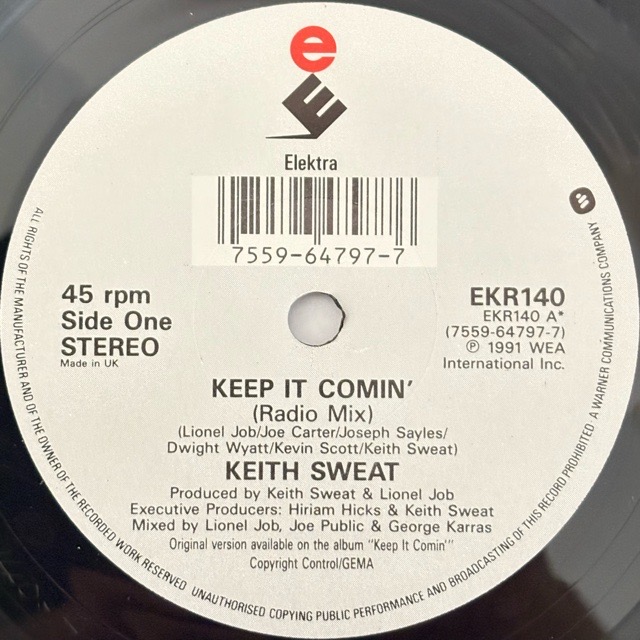 e
E
Elektra
7559-64797-7
45 rpm
Side One
STEREO
Made in UK
EKR140
EKR140 A*
(7559-64797-7)
℗ 1991 WEA
International Inc.
KEEP IT COMIN'
(Radio Mix)
(Lionel Job/Joe Carter/Joseph Sayles/
Dwight Wyatt/Kevin Scott/Keith Sweat)
KEITH SWEAT
Produced by Keith Sweat & Lionel Job
Executive Producers: Hiriam Hicks & Keith Sweat
Mixed by Lionel Job, Joe Public & George Karras
Original version available on the album "Keep It Comin'"
Copyright Control/GEMA
ALL RIGHTS OF THE MANUFACTURER AND OF THE OWNER OF THE RECORDED WORK RESERVED UNAUTHORISED COPYING PUBLIC PERFORMANCE AND BROADCASTING OF THIS RECORD PROHIBITED · A WARNER COMMUNICATIONS COMPANY